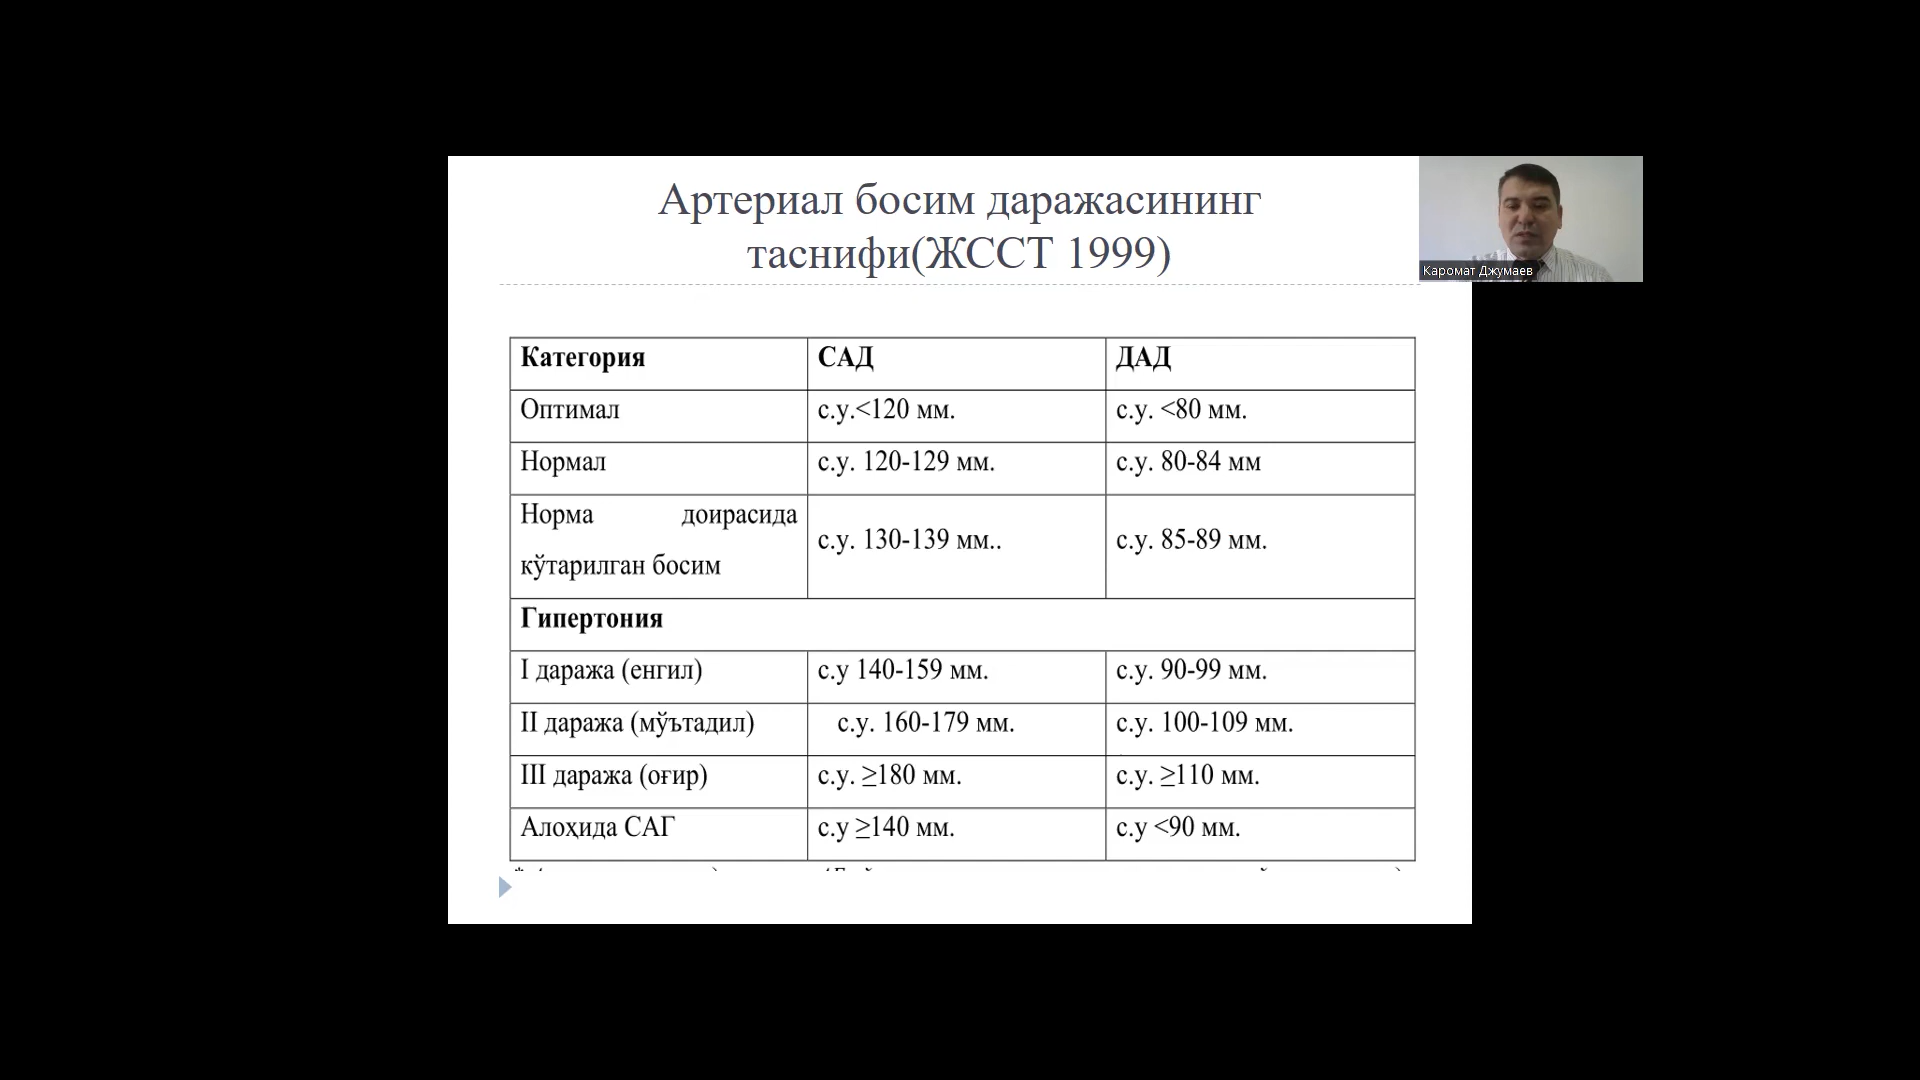 Артериал босим даражасининг
таснифи(ЖССТ 1999)
Каромат Джумаев
Категория САД ДАД
Оптимал с.у.<120 мм. с.у. <80 мм.
Нормал с.у. 120-129 мм. с.у. 80-84 мм
Норма доирасида
кўтарилган босим с.у. 130-139 мм.. с.у. 85-89 мм.
Гипертония
I даража (енгил) с.у 140-159 мм. с.у. 90-99 мм.
II даража (мўътадил) с.у. 160-179 мм. с.у. 100-109 мм.
III даража (оғир) с.у. ≥180 мм. с.у. ≥110 мм.
Алоҳида САГ с.у ≥140 мм. с.у <90 мм.